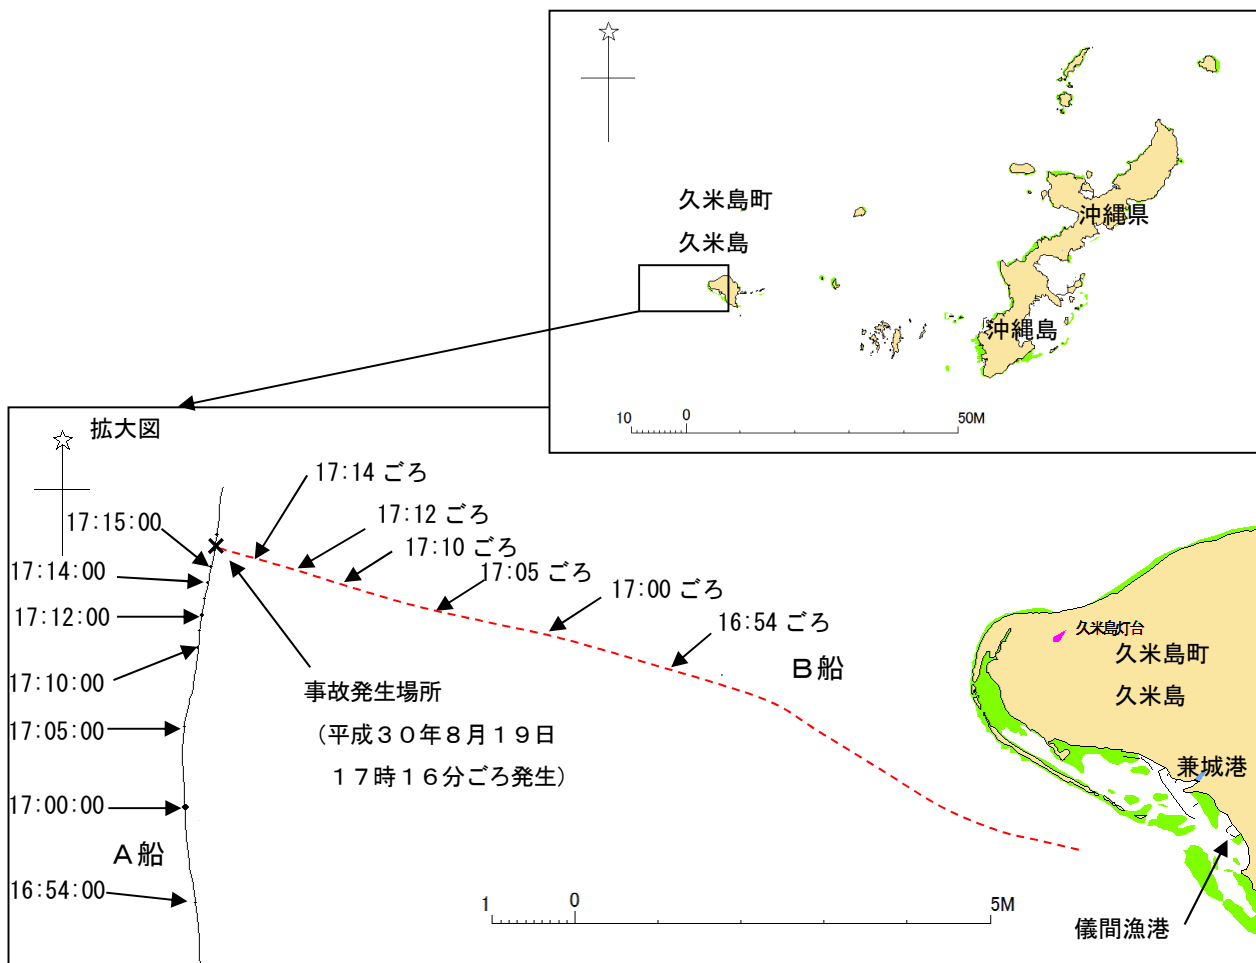 久米島町
久米島
沖縄県
沖縄島
10 0 50M
拡大図
17:14 ごろ
17:12 ごろ
17:10 ごろ
17:05 ごろ
17:00 ごろ
16:54 ごろ
B船
17:15:00
17:14:00
17:12:00
17:10:00
17:05:00
17:00:00
A船
16:54:00
事故発生場所
(平成30年8月19日
17時16分ごろ発生)
久米島灯台
久米島町
久米島
兼城港
儀間漁港
1 0 5M